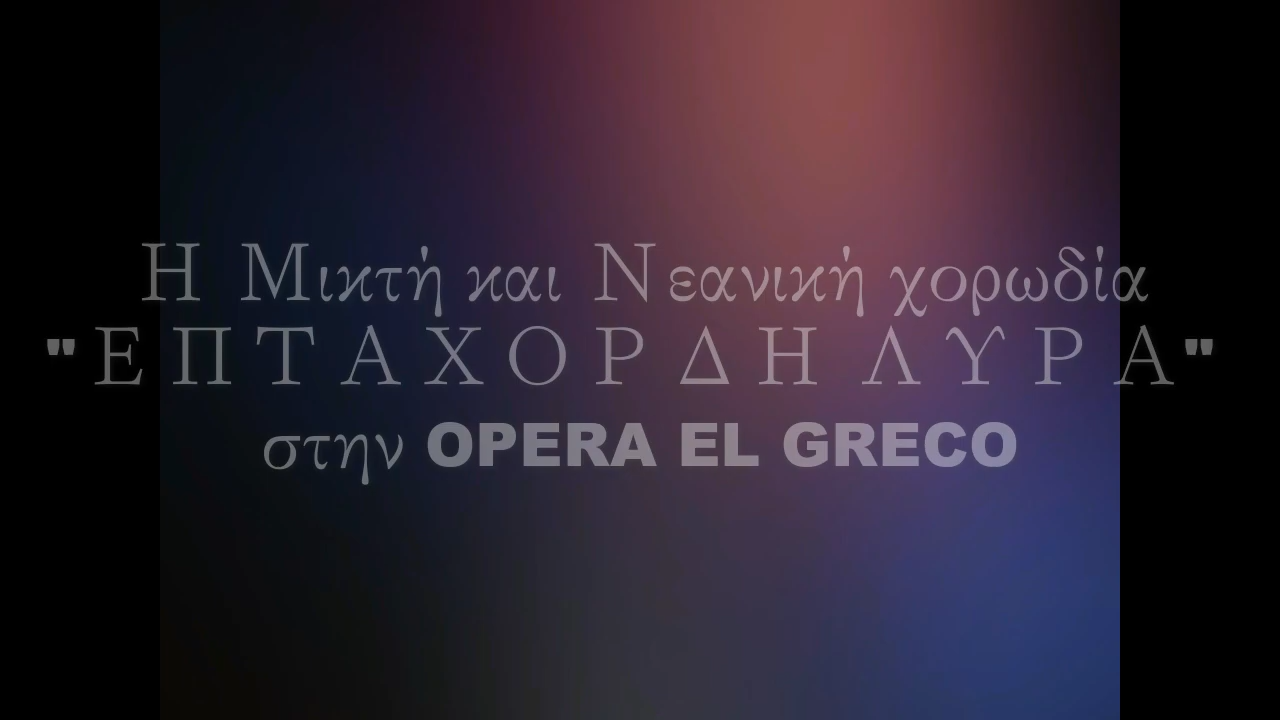 Η Μικτή και Νεανική χορωδία
"ΕΠΤΑΧΟΡΔΗ ΛΥΡΑ"
στην OPERA EL GRECO